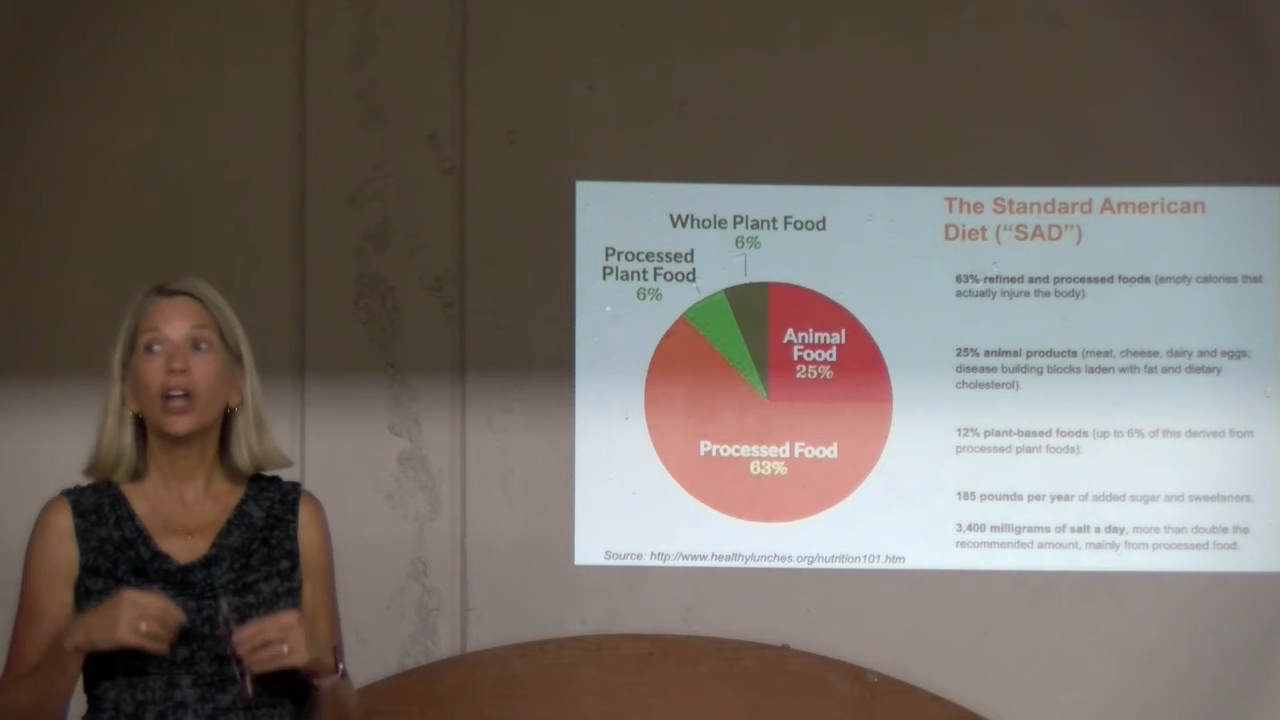 Whole Plant Food
6%
Processed
Plant Food
6%
Animal
Food
25%
Processed Food
63%
Source: http://www.healthylunches.org/nutrition101.htm
The Standard American
Diet (“SAD”)
63% refined and processed foods (empty calories that
actually injure the body).
25% animal products (meat, cheese, dairy and eggs;
disease building blocks laden with fat and dietary
cholesterol).
12% plant-based foods (up to 6% of this derived from
processed plant foods).
185 pounds per year of added sugar and sweeteners.
3,400 milligrams of salt a day, more than double the
recommended amount, mainly from processed food.